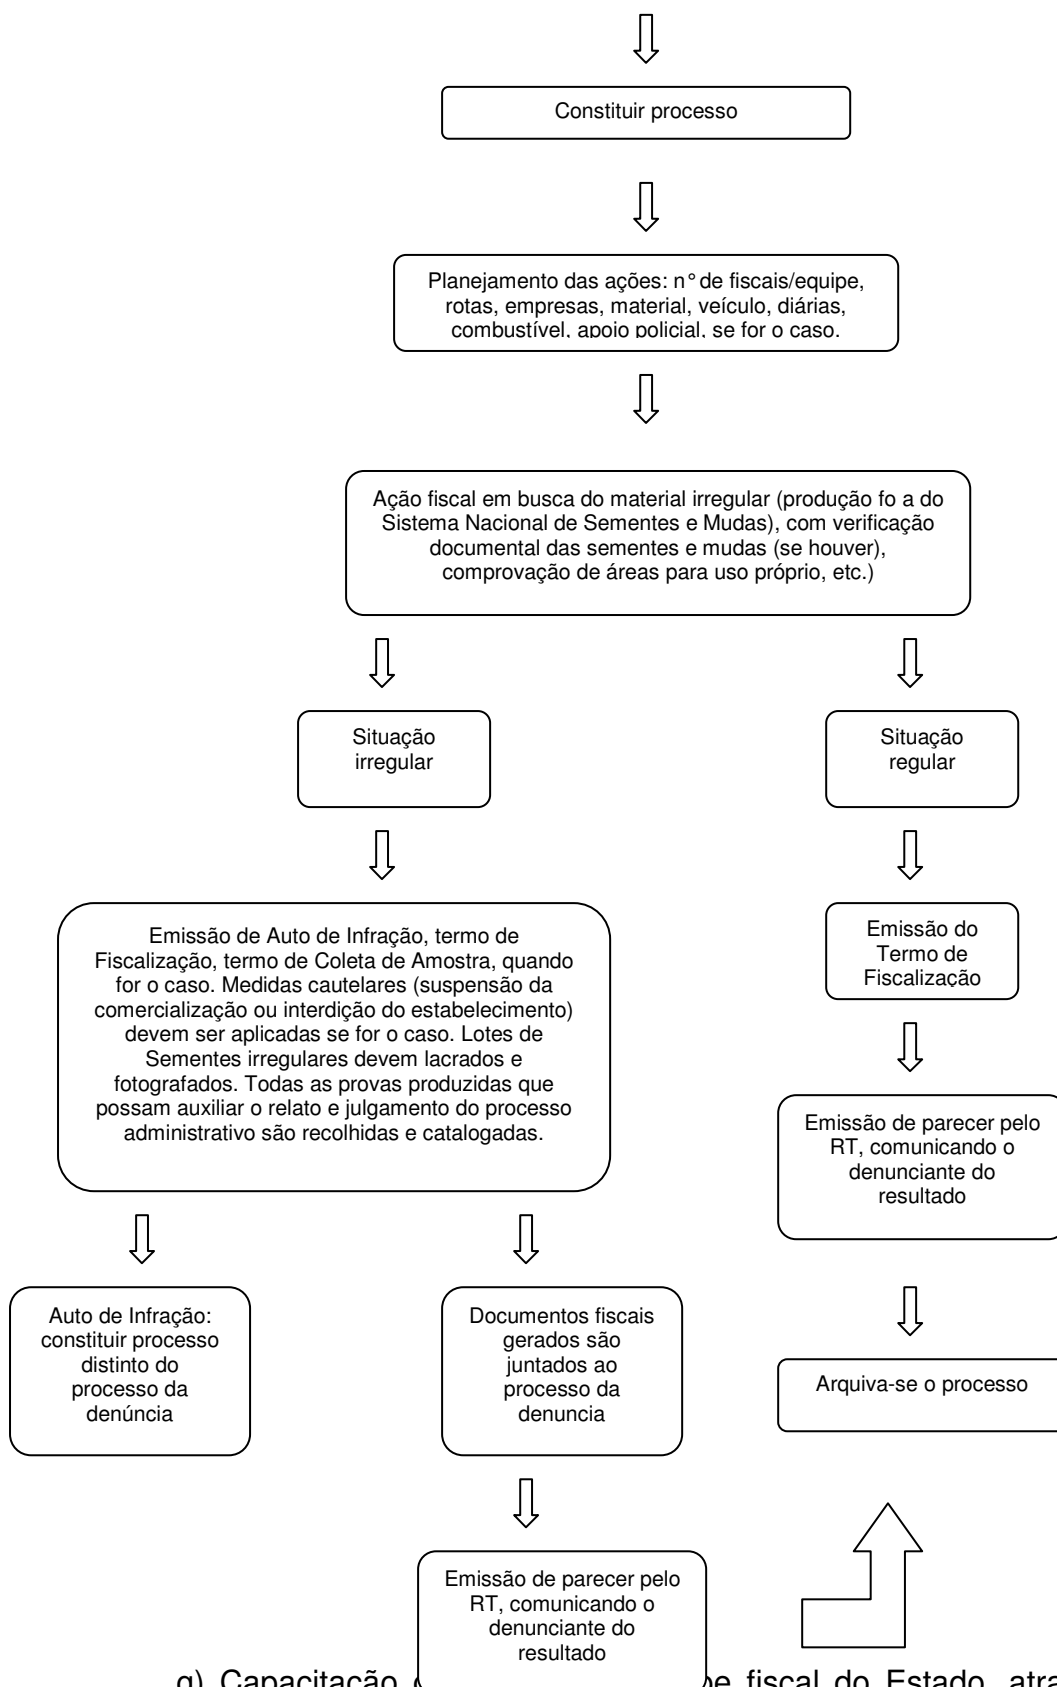 Constituir processo
Planejamento das ações: n° de fiscais/equipe,
rotas, empresas, material, veículo, diárias,
combustível, apoio policial, se for o caso.
Ação fiscal em busca do material irregular (produção fo a do
Sistema Nacional de Sementes e Mudas), com verificação
documental das sementes e mudas (se houver),
comprovação de áreas para uso próprio, etc.)
Situação
irregular
Situação
regular
Emissão de Auto de Infração, termo de
Fiscalização, termo de Coleta de Amostra, quando
for o caso. Medidas cautelares (suspensão da
comercialização ou interdição do estabelecimento)
devem ser aplicadas se for o caso. Lotes de
Sementes irregulares devem lacrados e
fotografados. Todas as provas produzidas que
possam auxiliar o relato e julgamento do processo
administrativo são recolhidas e catalogadas.
Emissão do
Termo de
Fiscalização
Emissão de parecer pelo
RT, comunicando o
denunciante do
resultado
Auto de Infração:
constituir processo
distinto do
processo da
denúncia
Documentos fiscais
gerados são
juntados ao
processo da
denuncia
Arquiva-se o processo
Emissão de parecer pelo
RT, comunicando o
denunciante do
resultado
g) Capacitação fiscal do Estado, atra